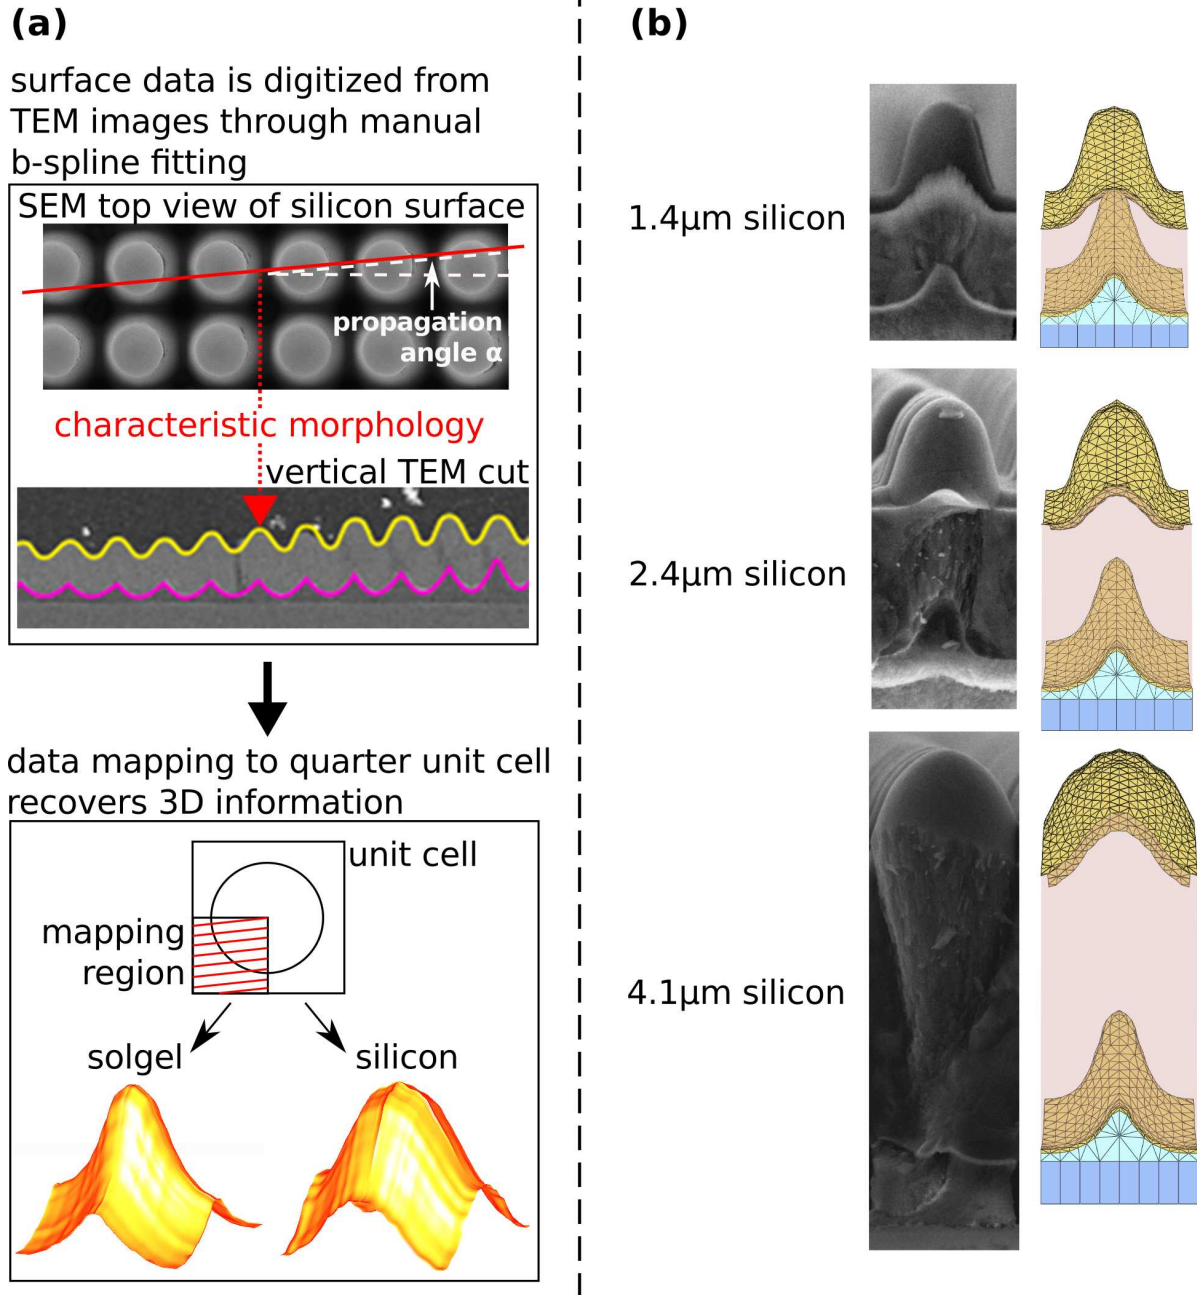 (a)
surface data is digitized from
TEM images through manual
b-spline fitting
SEM top view of silicon surface
propagation
angle α
characteristic morphology
vertical TEM cut
data mapping to quarter unit cell
recovers 3D information
unit cell
mapping
region
solgel
silicon
(b)
1.4μm silicon
2.4μm silicon
4.1μm silicon